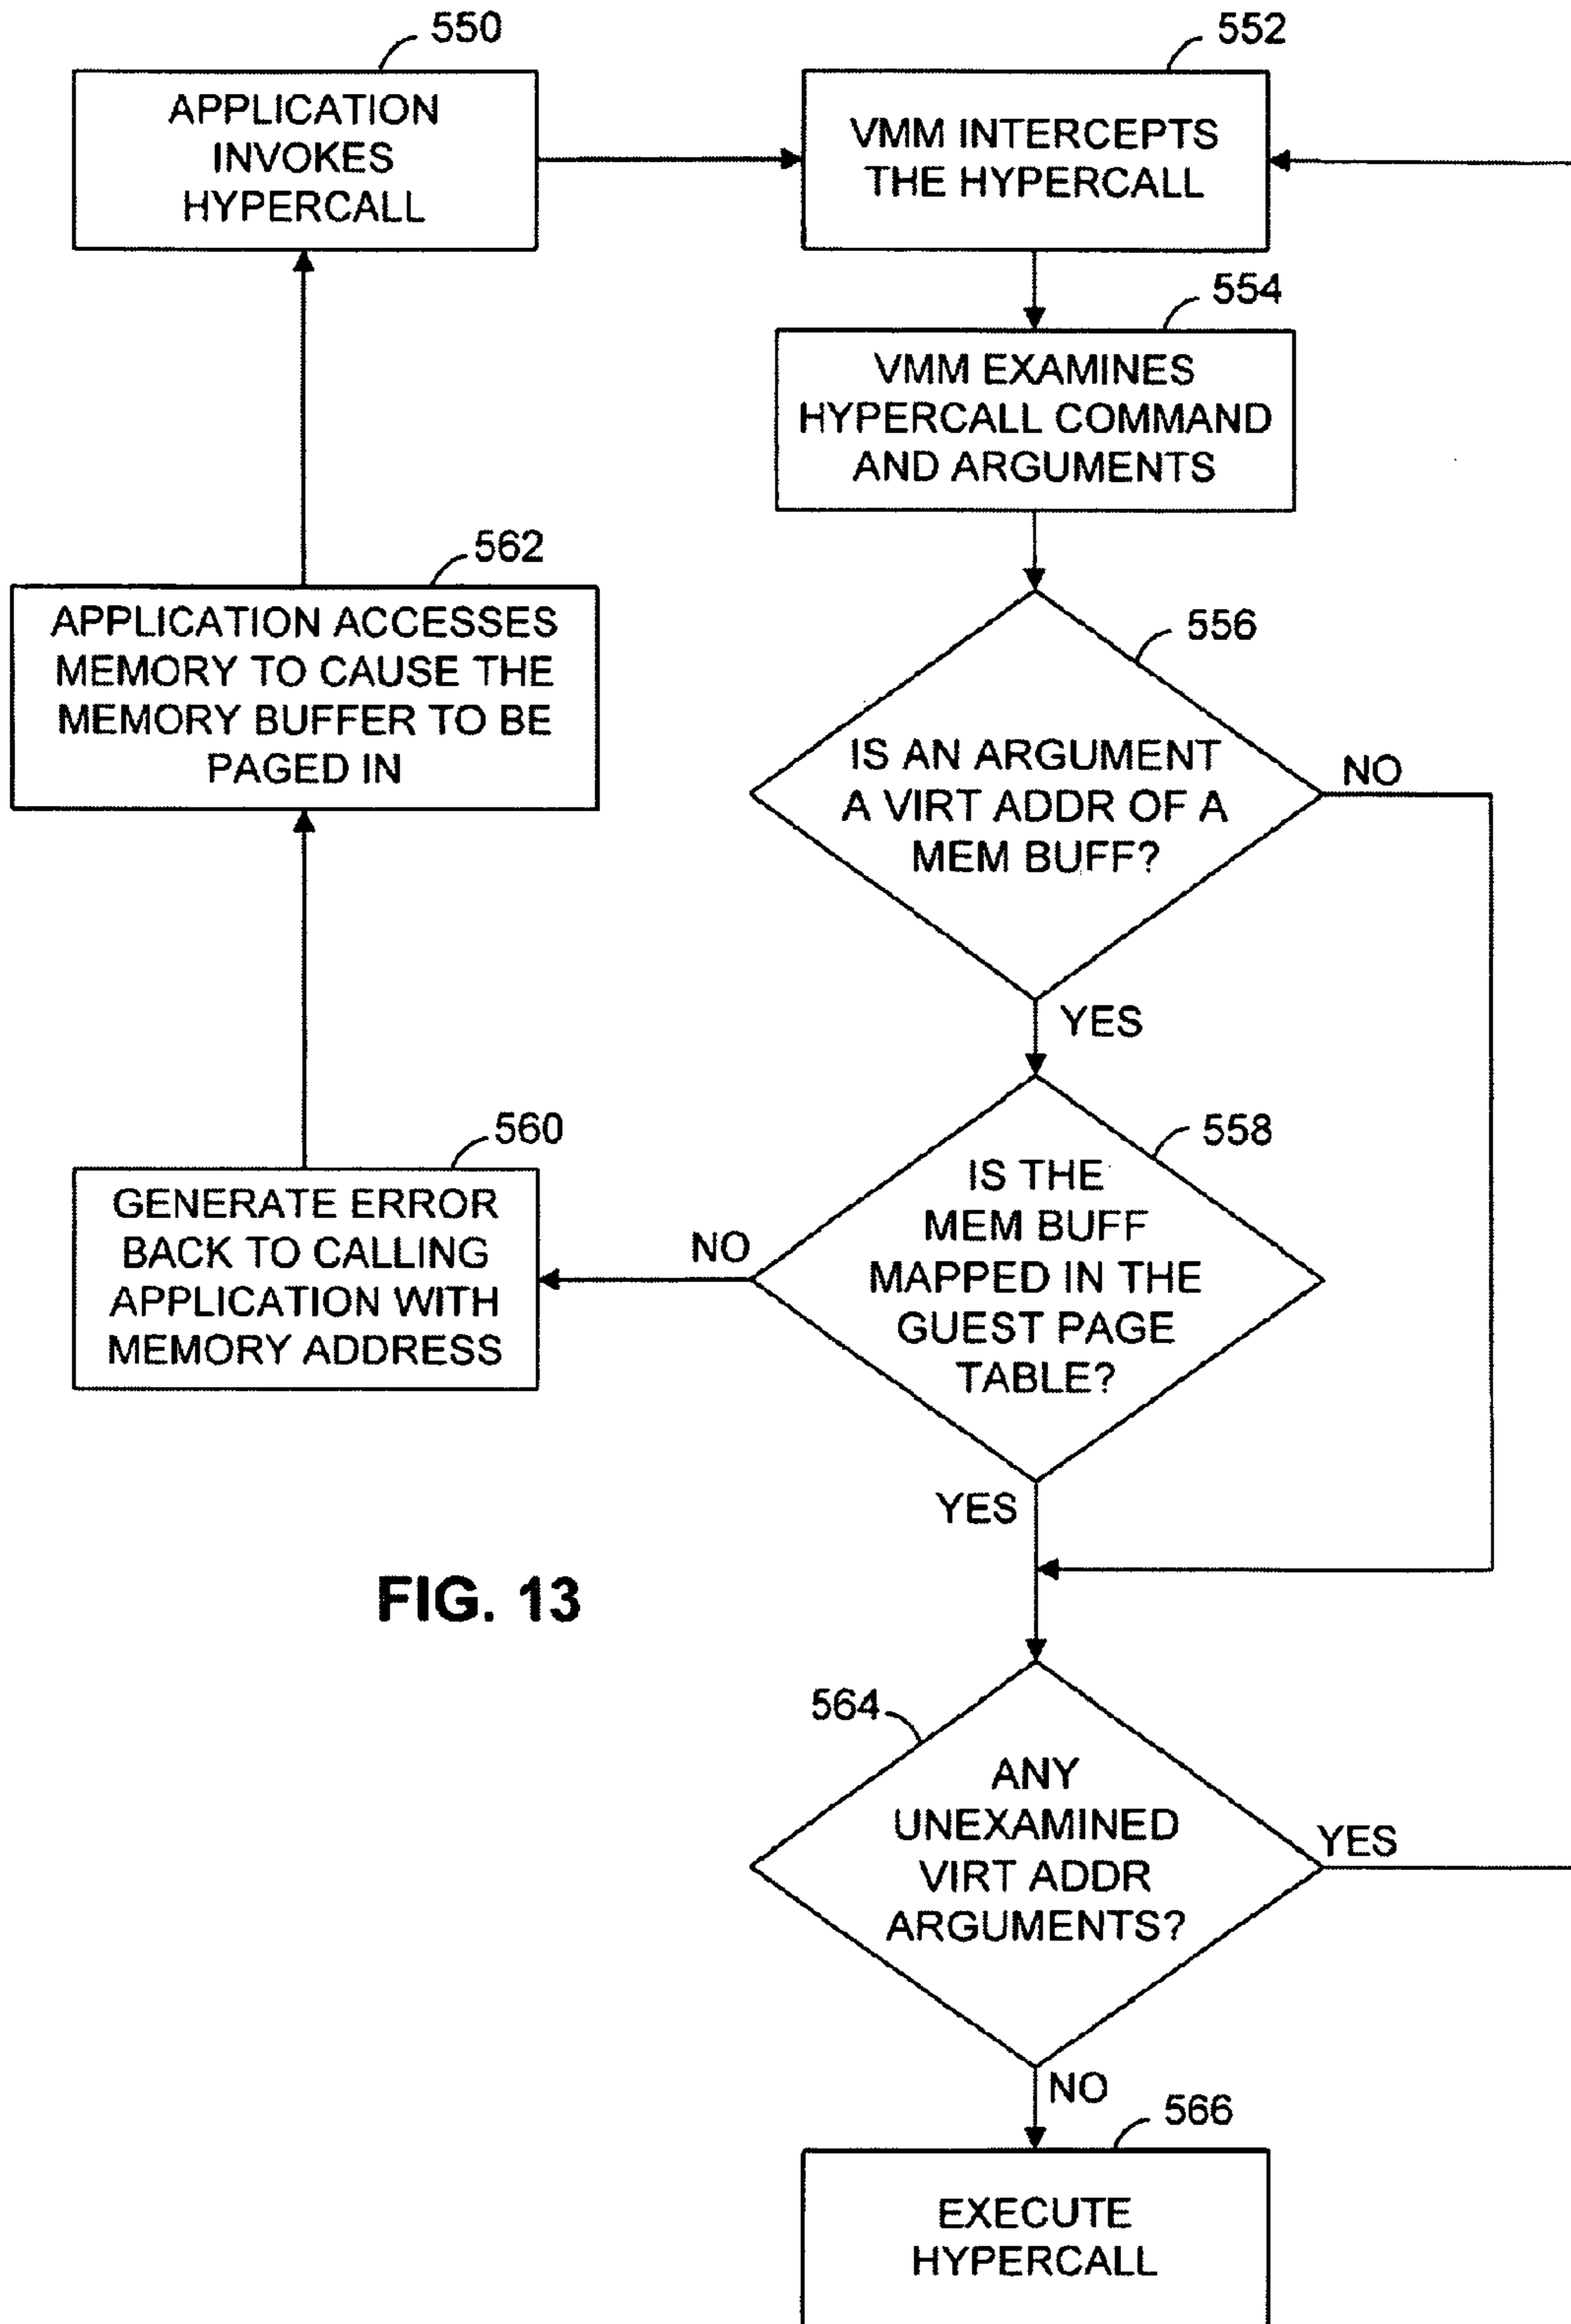 550
APPLICATION
INVOKES
HYPERCALL
552
VMM INTERCEPTS
THE HYPERCALL
554
VMM EXAMINES
HYPERCALL COMMAND
AND ARGUMENTS
562
APPLICATION ACCESSES
MEMORY TO CAUSE THE
MEMORY BUFFER TO BE
PAGED IN
556
IS AN ARGUMENT
A VIRT ADDR OF A
MEM BUFF?
NO
YES
560
GENERATE ERROR
BACK TO CALLING
APPLICATION WITH
MEMORY ADDRESS
NO
558
IS THE
MEM BUFF
MAPPED IN THE
GUEST PAGE
TABLE?
YES
FIG. 13
564
ANY
UNEXAMINED
VIRT ADDR
ARGUMENTS?
YES
NO
566
EXECUTE
HYPERCALL